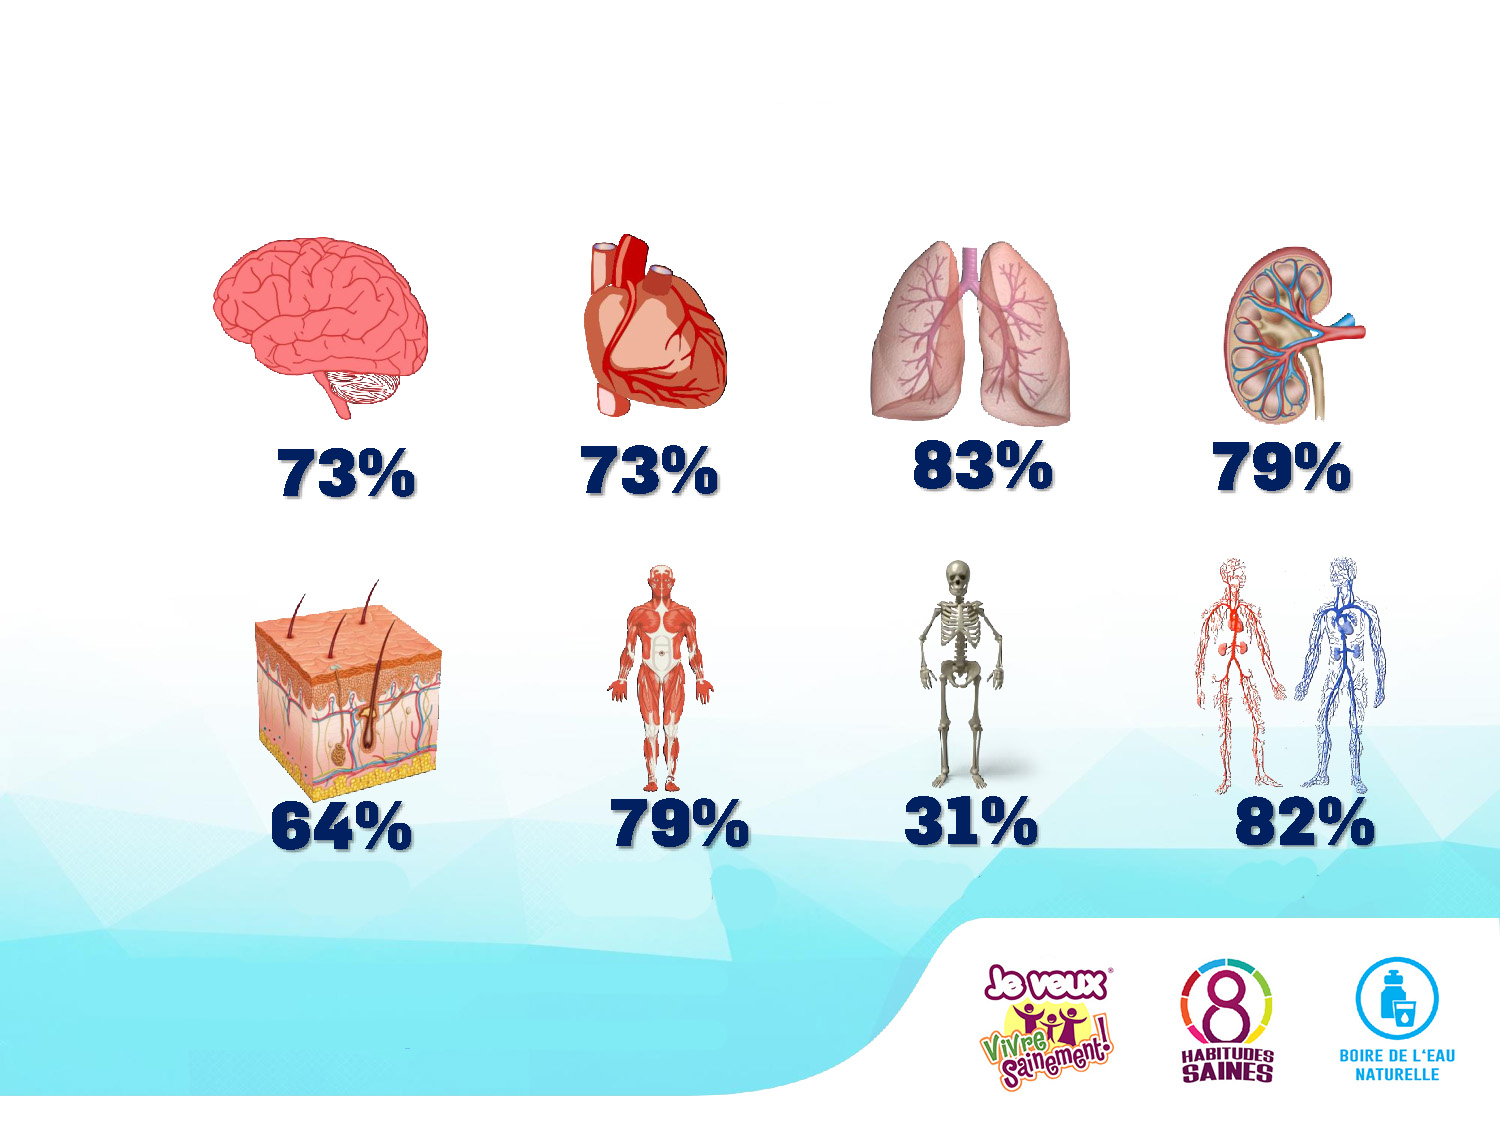 73%
73%
83%
79%
64%
79%
31%
82%
Je veux®
Vivre
Sainement!
8
HABITUDES
SAINES
BOIRE DE L'EAU
NATURELLE